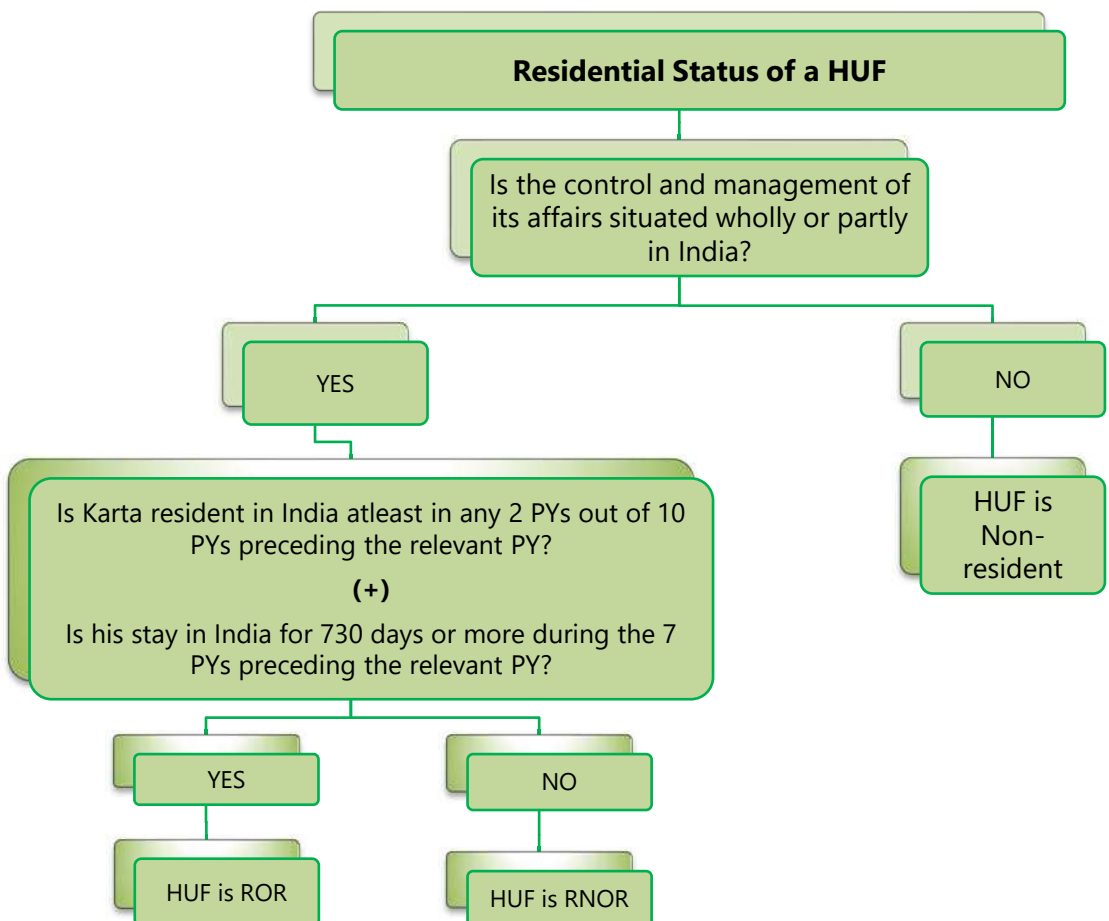 Residential Status of a HUF
Is the control and management of
its affairs situated wholly or partly
in India?
YES
NO
Is Karta resident in India atleast in any 2 PYs out of 10
PYs preceding the relevant PY?
(+)
Is his stay in India for 730 days or more during the 7
PYs preceding the relevant PY?
HUF is
Non-
resident
YES
NO
HUF is ROR
HUF is RNOR